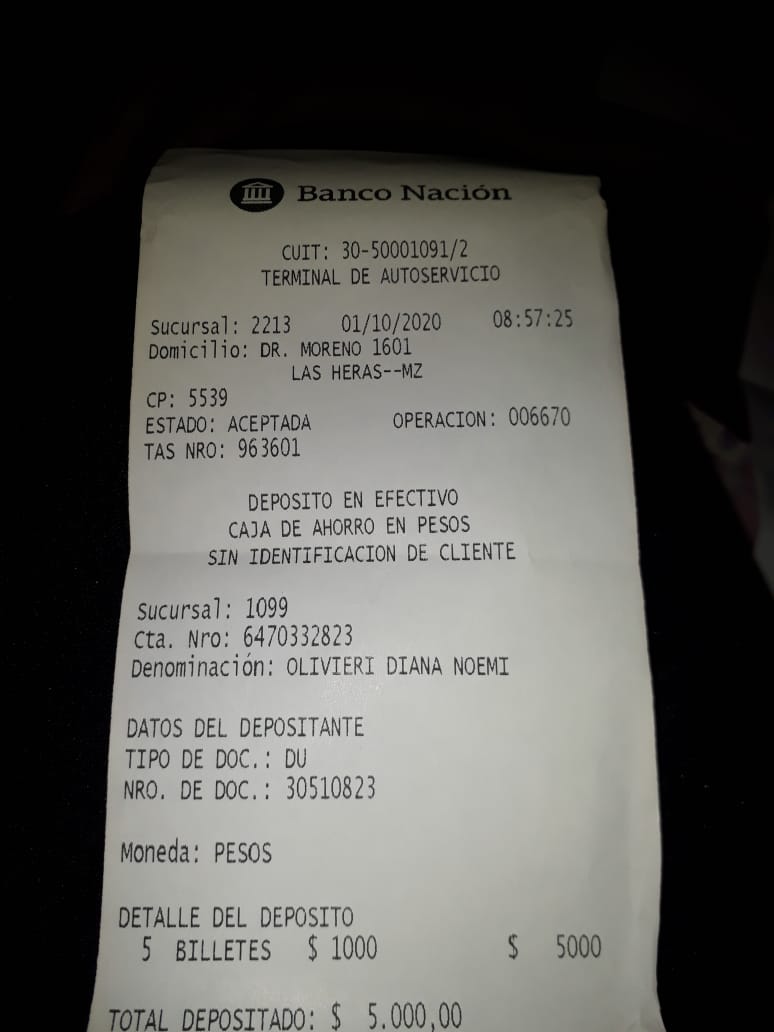 Banco Nación
CUIT: 30-50001091/2
TERMINAL DE AUTOSERVICIO
Sucursal: 2213 01/10/2020 08:57:25
Domicilio: DR. MORENO 1601
LAS HERAS--MZ
CP: 5539
ESTADO: ACEPTADA OPERACION: 006670
TAS NRO: 963601
DEPOSITO EN EFECTIVO
CAJA DE AHORRO EN PESOS
SIN IDENTIFICACION DE CLIENTE
Sucursal: 1099
Cta. Nro: 6470332823
Denominación: OLIVIERI DIANA NOEMI
DATOS DEL DEPOSITANTE
TIPO DE DOC.: DU
NRO. DE DOC.: 30510823
Moneda: PESOS
DETALLE DEL DEPOSITO
5 BILLETES $ 1000 $ 5000
TOTAL DEPOSITADO: $ 5.000,00